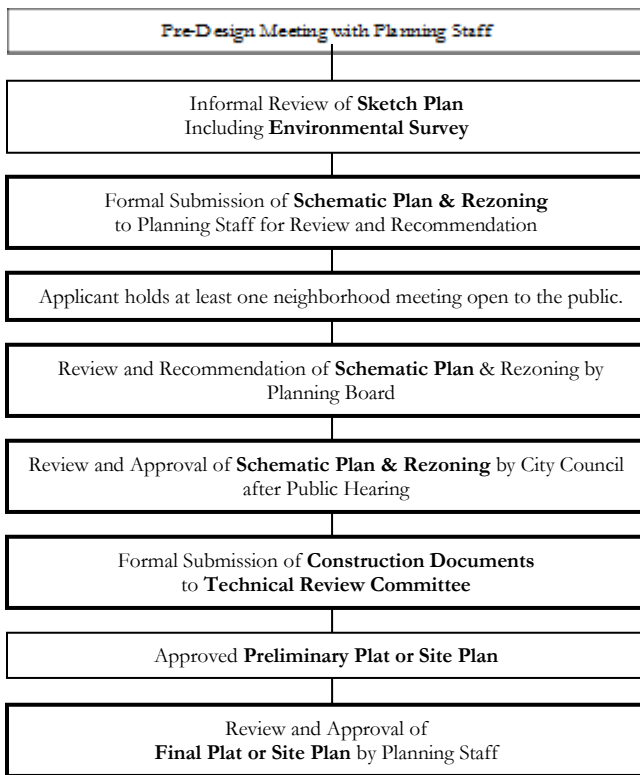 Pre-Design Meeting with Planning Staff
Informal Review of Sketch Plan
Including Environmental Survey
Formal Submission of Schematic Plan & Rezoning
to Planning Staff for Review and Recommendation
Applicant holds at least one neighborhood meeting open to the public.
Review and Recommendation of Schematic Plan & Rezoning by
Planning Board
Review and Approval of Schematic Plan & Rezoning by City Council
after Public Hearing
Formal Submission of Construction Documents
to Technical Review Committee
Approved Preliminary Plat or Site Plan
Review and Approval of
Final Plat or Site Plan by Planning Staff